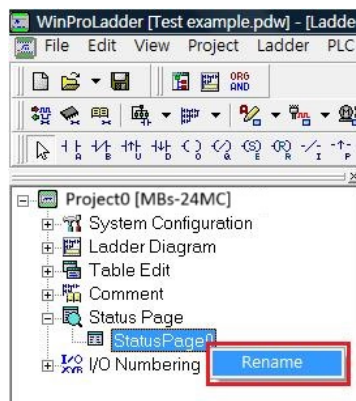 WinProLadder [Test example.pdw] - [Ladde
File Edit View Project Ladder PLC
ORG
AND
A B U D ( ) (/) (S) (R) I P
Project0 [MBs-24MC]
System Configuration
Ladder Diagram
Table Edit
Comment
Status Page
StatusPage0
Rename
I/O
XYR I/O Numbering